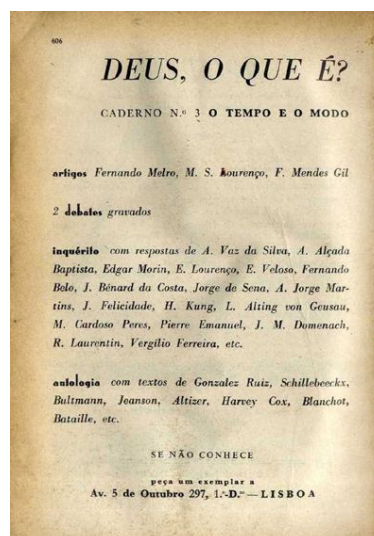 606
DEUS, O QUE É?
CADERNO N.º 3 O TEMPO E O MODO
artigos Fernando Melro, M. S. Lourenço, F. Mendes Gil
2 debates gravados
inquérito com respostas de A. Vaz da Silva, A. Alçada
Baptista, Edgar Morin, E. Lourenço, E. Veloso, Fernando
Belo, J. Bénard da Costa, Jorge de Sena, A. Jorge Mar-
tins, J. Felicidade, H. Kung, L. Alting von Geusau,
M. Cardoso Peres, Pierre Emanuel, J. M. Domenach,
R. Laurentin, Vergílio Ferreira, etc.
antologia com textos de Gonzalez Ruiz, Schillebeeckx,
Bultmann, Jeanson, Altizer, Harvey Cox, Blanchot,
Bataille, etc.
SE NÃO CONHECE
peça um exemplar a
Av. 5 de Outubro 297, 1.º-D.to — LISBOA